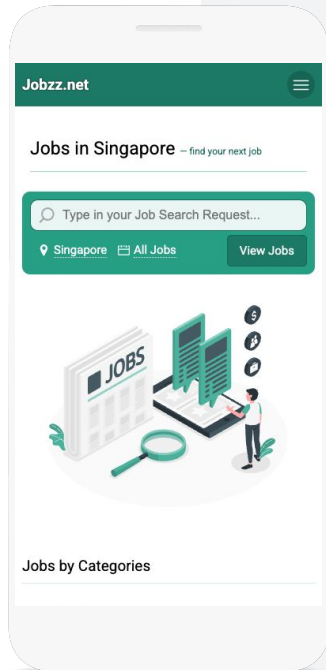 Jobzz.net
Jobs in Singapore – find your next job
Type in your Job Search Request...
Singapore All Jobs View Jobs
JOBS
$
Jobs by Categories